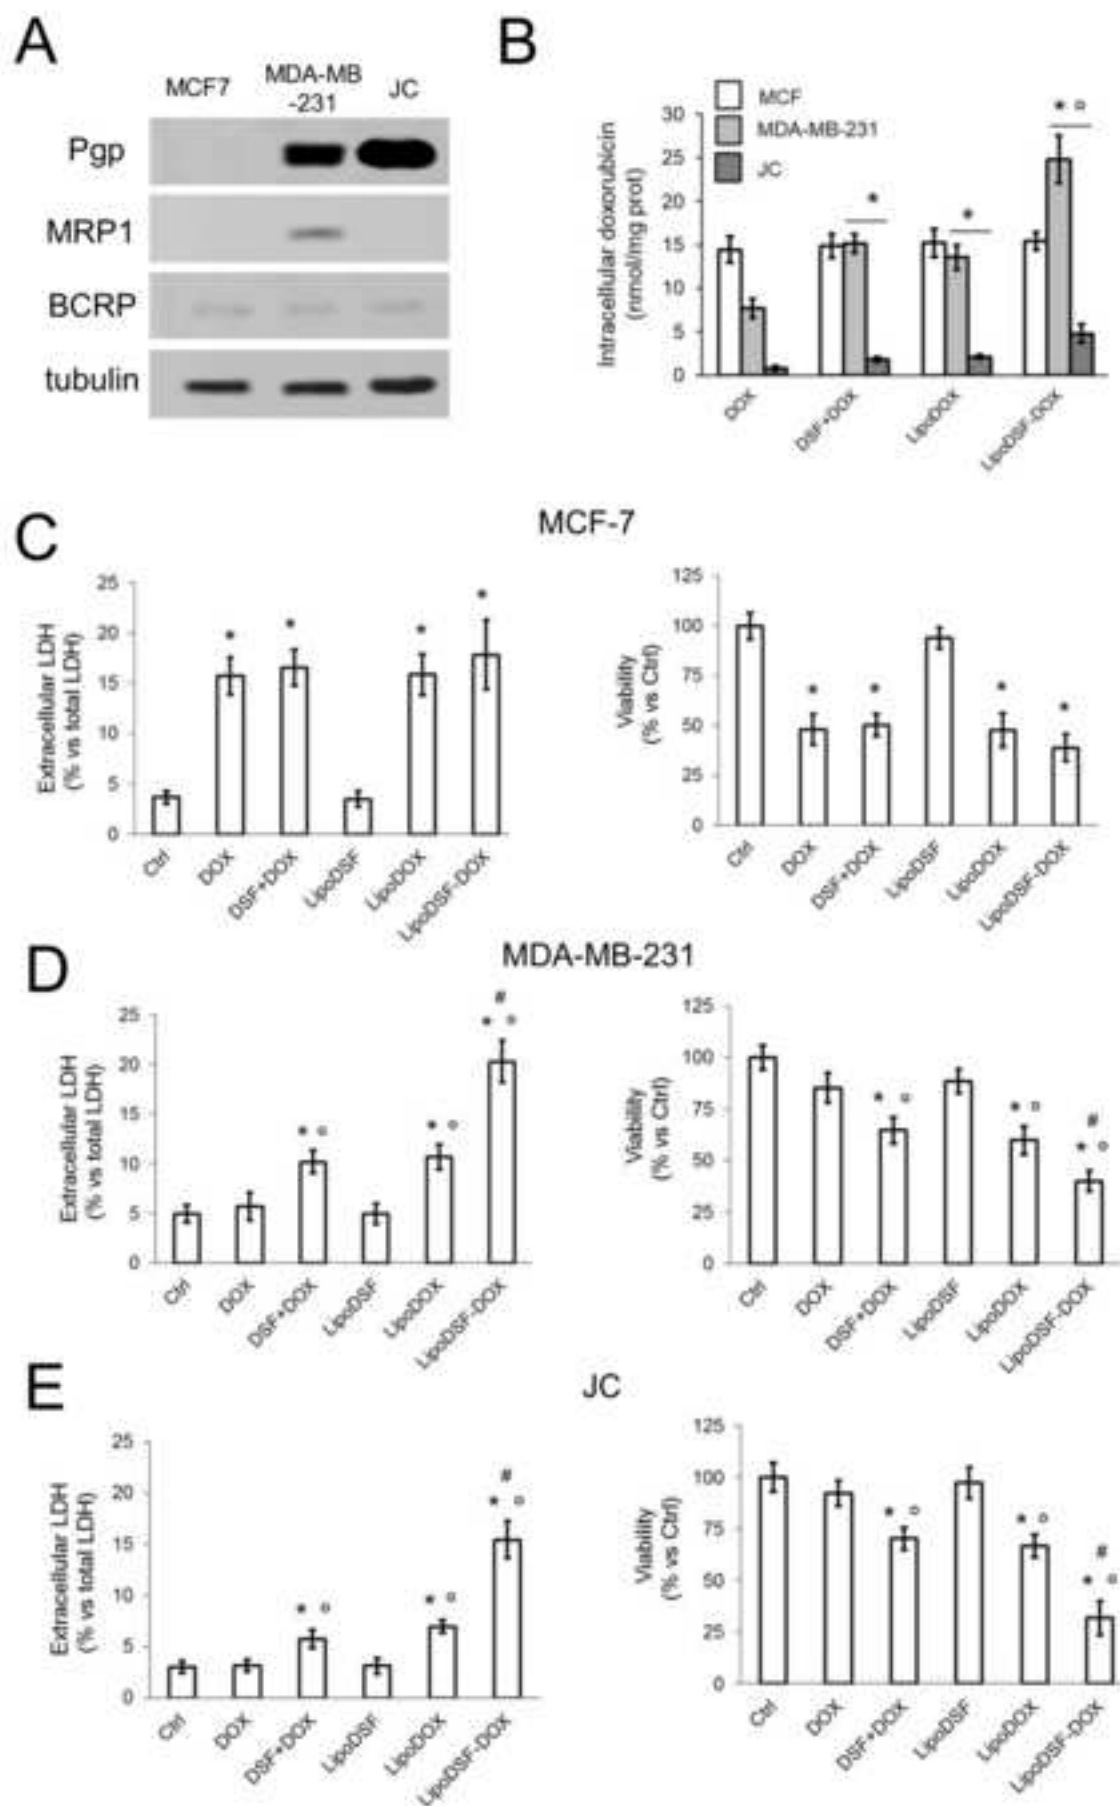 A
MCF7
MDA-MB
-231
JC
Pgp
MRP1
BCRP
tubulin
B
MCF
MDA-MB-231
JC
* ¤
*
*
Intracellular doxorubicin
(nmol/mg prot)
30
25
20
15
10
5
0
DOX
DSF+DOX
LipoDOX
LipoDSF-DOX
C
MCF-7
Extracellular LDH
(% vs total LDH)
25
20
15
10
5
0
* * * *
Ctrl
DOX
DSF+DOX
LipoDSF
LipoDOX
LipoDSF-DOX
Viability
(% vs Ctrl)
125
100
75
50
25
0
* * * *
Ctrl
DOX
DSF+DOX
LipoDSF
LipoDOX
LipoDSF-DOX
D
MDA-MB-231
Extracellular LDH
(% vs total LDH)
25
20
15
10
5
0
* ¤
* ¤
#
* ¤
Ctrl
DOX
DSF+DOX
LipoDSF
LipoDOX
LipoDSF-DOX
Viability
(% vs Ctrl)
125
100
75
50
25
0
* ¤
* ¤
#
* ¤
Ctrl
DOX
DSF+DOX
LipoDSF
LipoDOX
LipoDSF-DOX
E
JC
Extracellular LDH
(% vs total LDH)
25
20
15
10
5
0
* ¤
* ¤
#
* ¤
Ctrl
DOX
DSF+DOX
LipoDSF
LipoDOX
LipoDSF-DOX
Viability
(% vs Ctrl)
125
100
75
50
25
0
* ¤
* ¤
#
* ¤
Ctrl
DOX
DSF+DOX
LipoDSF
LipoDOX
LipoDSF-DOX